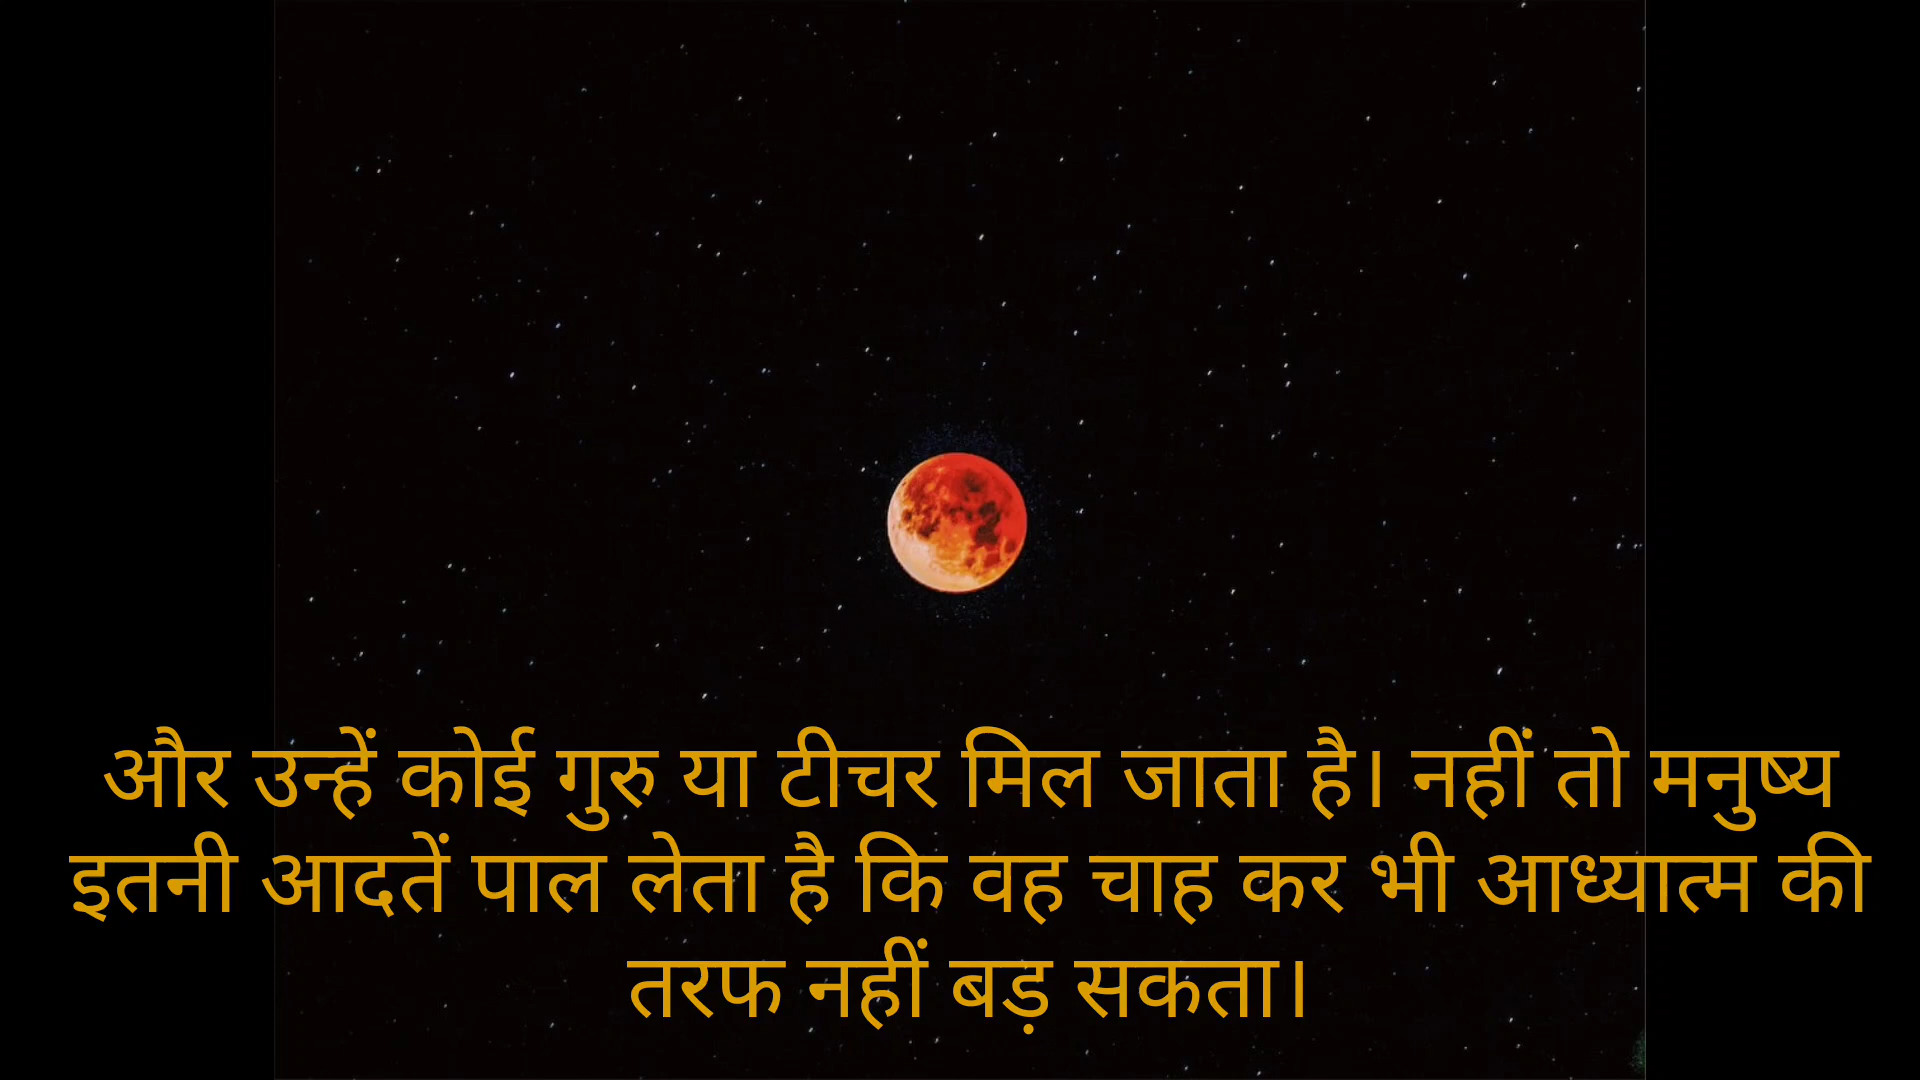 और उन्हें कोई गुरु या टीचर मिल जाता है। नहीं तो मनुष्य
इतनी आदतें पाल लेता है कि वह चाह कर भी आध्यात्म की
तरफ नहीं बड़ सकता।